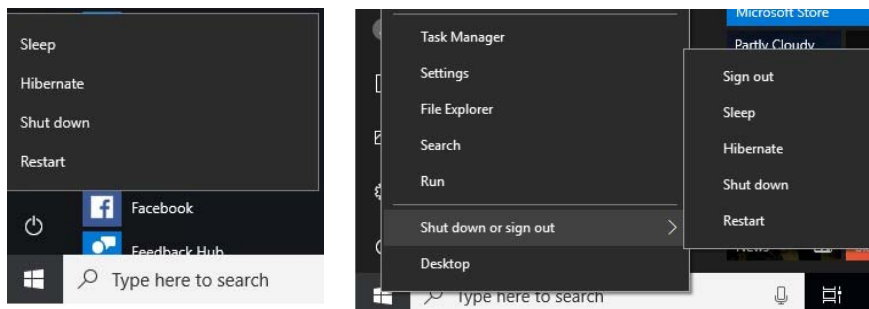 Sleep
Hibernate
Shut down
Restart
Facebook
Feedback Hub
Type here to search
Microsoft Store
Partly Cloudy
Task Manager
Settings
File Explorer
Search
Run
Shut down or sign out
Desktop
Sign out
Sleep
Hibernate
Shut down
Restart
News
Type here to search